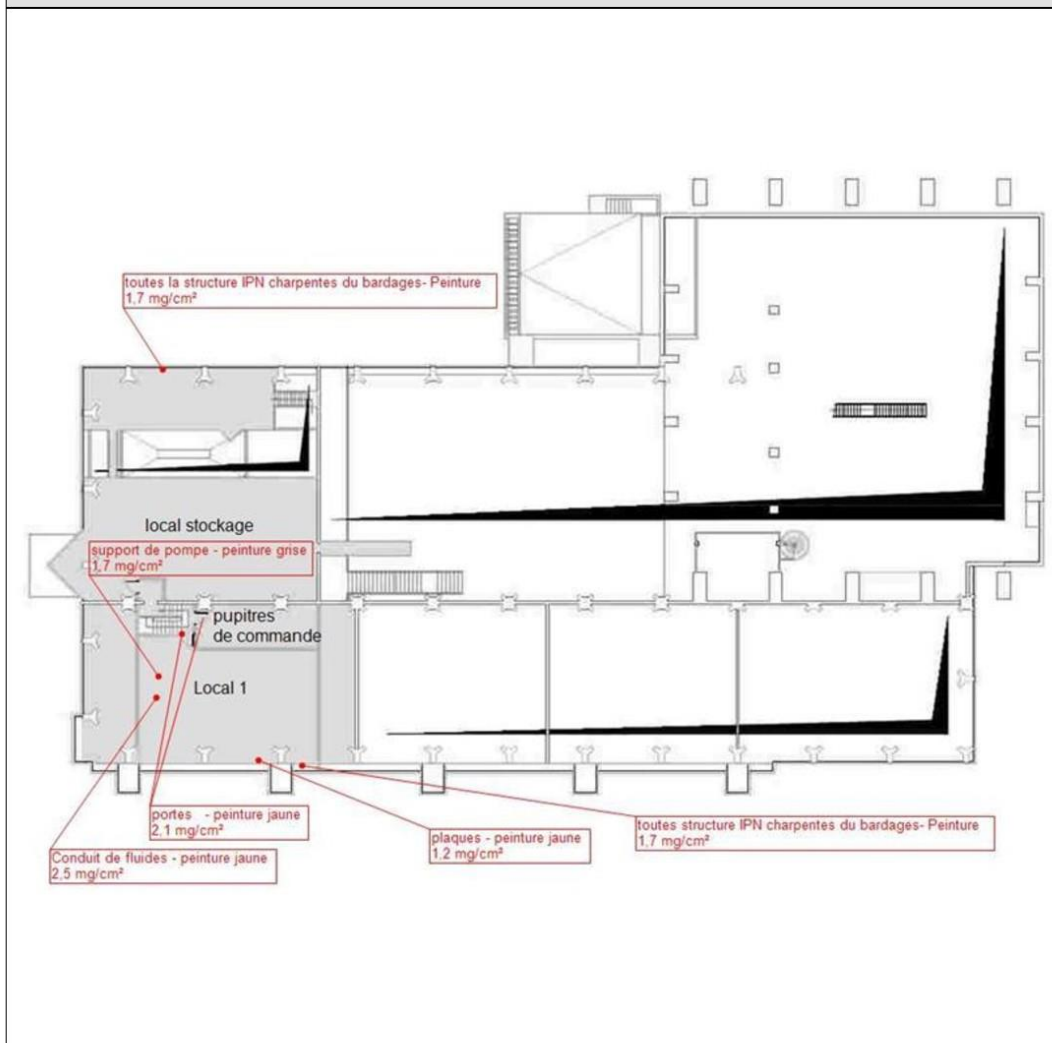 toutes la structure IPN charpentes du bardages- Peinture
1,7 mg/cm²
local stockage
support de pompe - peinture grise
1,7 mg/cm²
pupitres
de commande
Local 1
portes - peinture jaune
2,1 mg/cm²
Conduit de fluides - peinture jaune
2,5 mg/cm²
plaques - peinture jaune
1,2 mg/cm²
toutes structure IPN charpentes du bardages- Peinture
1,7 mg/cm²